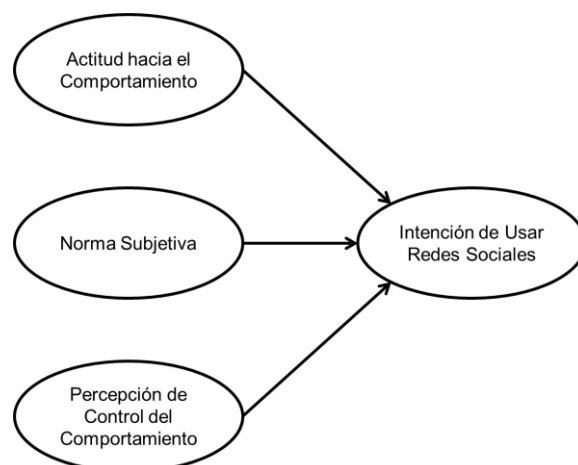 Actitud hacia el
Comportamiento
Norma Subjetiva
Intención de Usar
Redes Sociales
Percepción de
Control del
Comportamiento